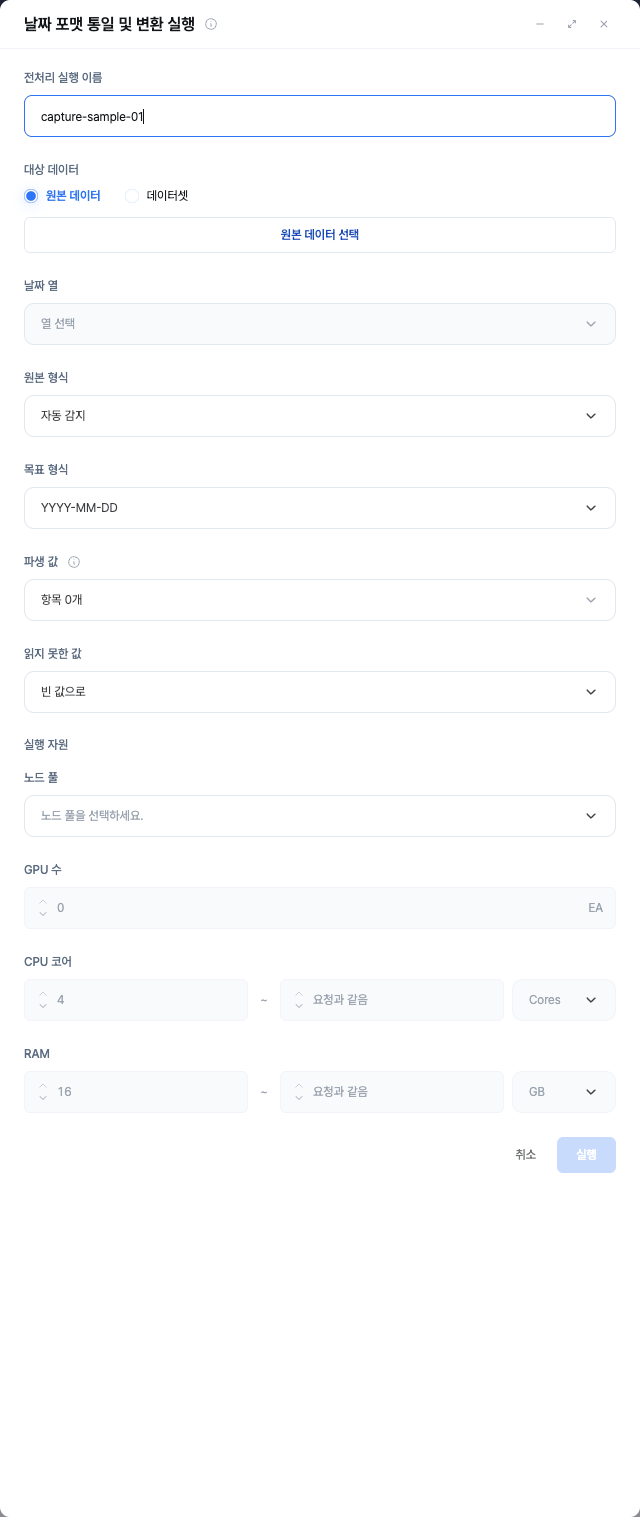 날짜 포맷 통일 및 변환 실행
전처리 실행 이름
capture-sample-01
대상 데이터
원본 데이터 데이터셋
원본 데이터 선택
날짜 열
열 선택
원본 형식
자동 감지
목표 형식
YYYY-MM-DD
파생 값
항목 0개
읽지 못한 값
빈 값으로
실행 자원
노드 풀
노드 풀을 선택하세요.
GPU 수
0 EA
CPU 코어
4 ~ 요청과 같음 Cores
RAM
16 ~ 요청과 같음 GB
취소 실행